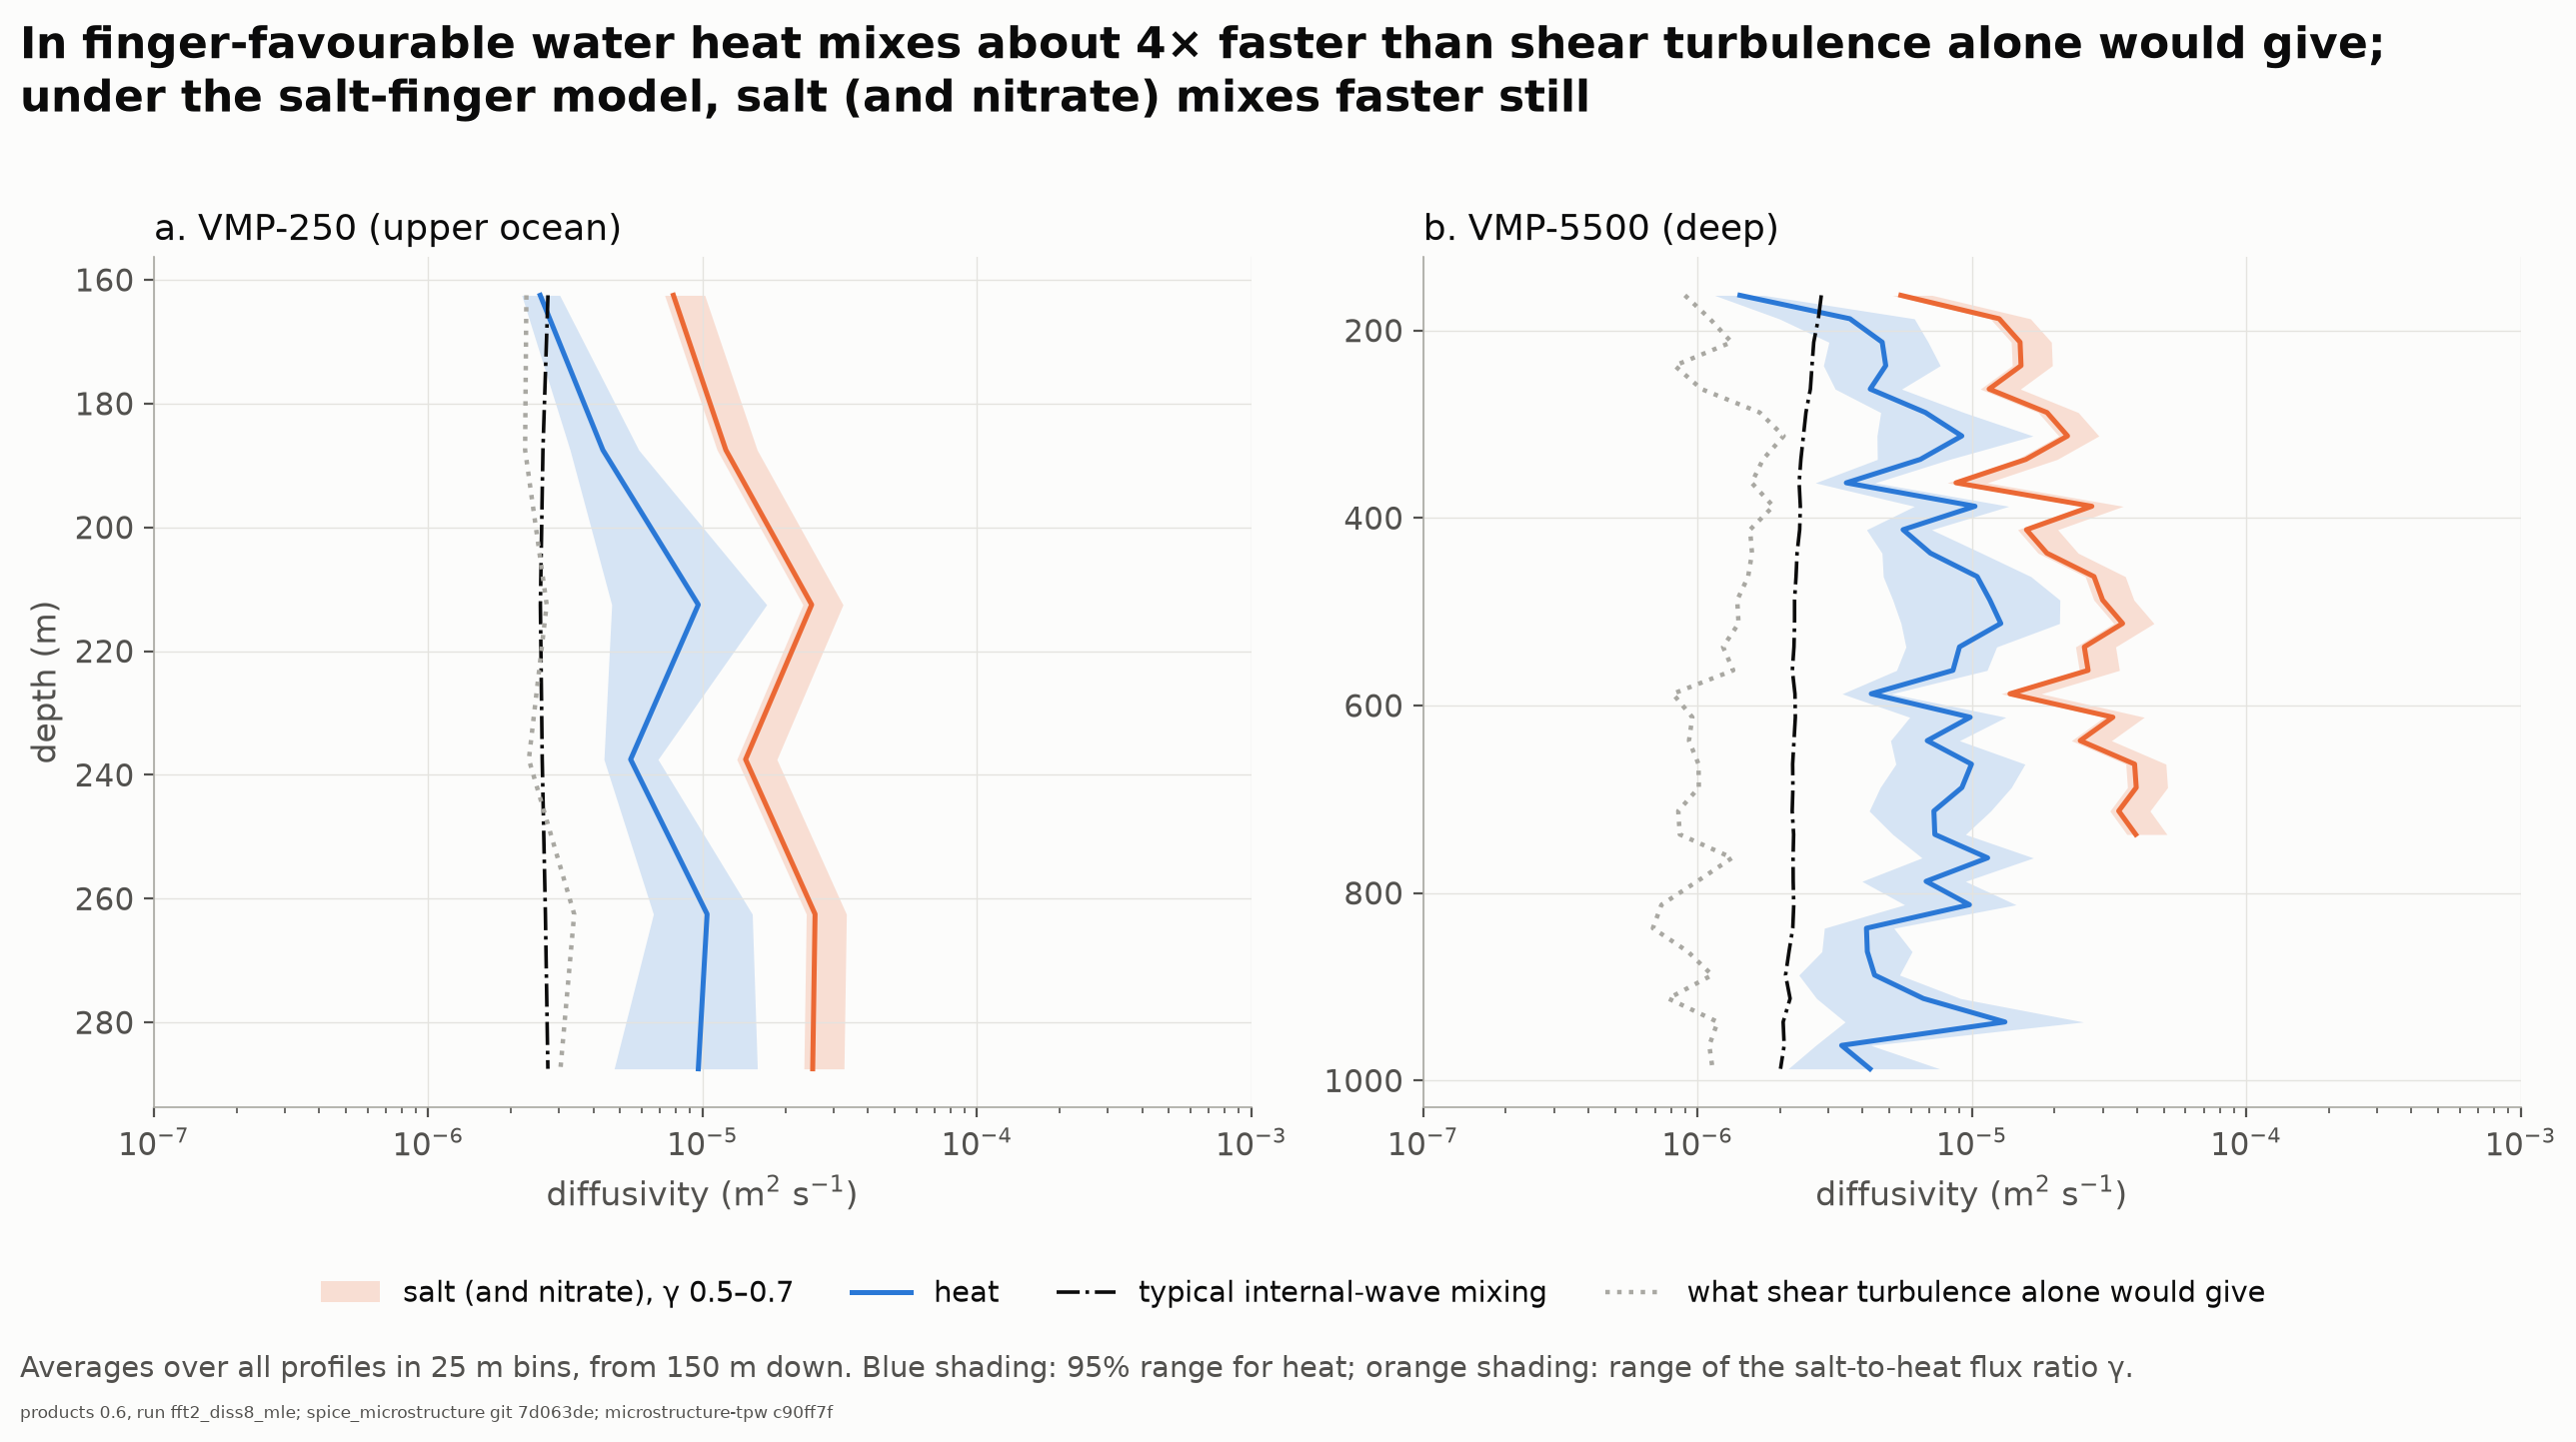 In finger-favourable water heat mixes about 4× faster than shear turbulence alone would give;
under the salt-finger model, salt (and nitrate) mixes faster still
a. VMP-250 (upper ocean)
160
180
200
220
240
260
280
depth (m)
10⁻⁷
10⁻⁶
10⁻⁵
10⁻⁴
10⁻³
diffusivity (m² s⁻¹)
b. VMP-5500 (deep)
200
400
600
800
1000
10⁻⁷
10⁻⁶
10⁻⁵
10⁻⁴
10⁻³
diffusivity (m² s⁻¹)
salt (and nitrate), γ 0.5–0.7
heat
typical internal-wave mixing
what shear turbulence alone would give
Averages over all profiles in 25 m bins, from 150 m down. Blue shading: 95% range for heat; orange shading: range of the salt-to-heat flux ratio γ.
products 0.6, run fft2_diss8_mle; spice_microstructure git 7d063de; microstructure-tpw c90ff7f